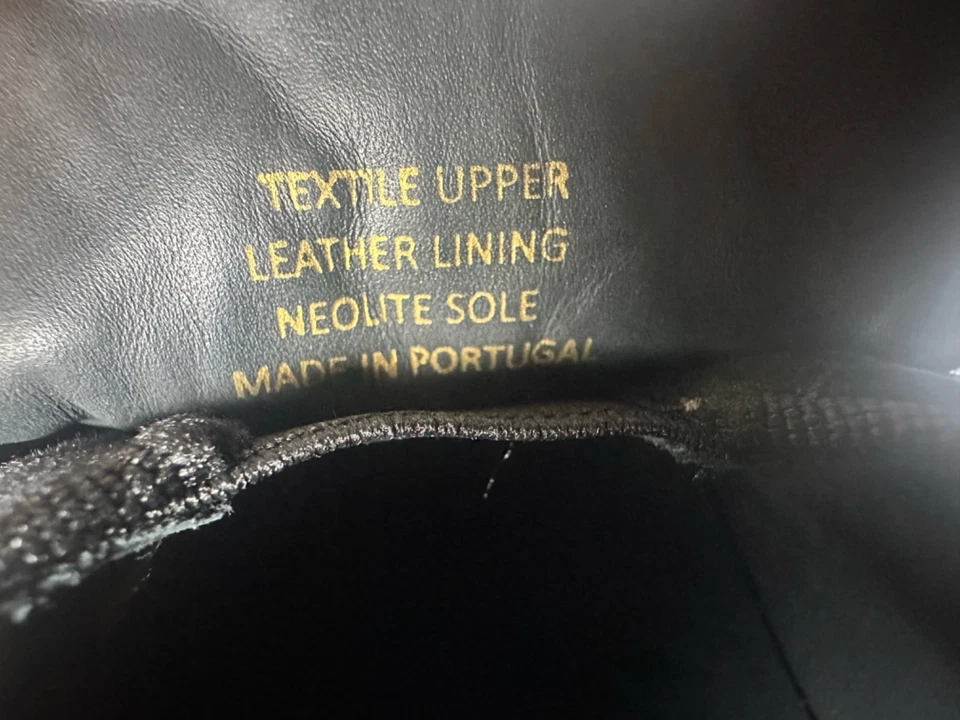 TEXTILE UPPER
LEATHER LINING
NEOLITE SOLE
MADE IN PORTUGAL